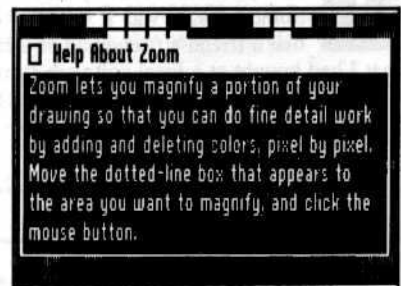 Help About Zoom
Zoom lets you magnify a portion of your
drawing so that you can do fine detail work
by adding and deleting colors, pixel by pixel.
Move the dotted-line box that appears to
the area you want to magnify, and click the
mouse button.